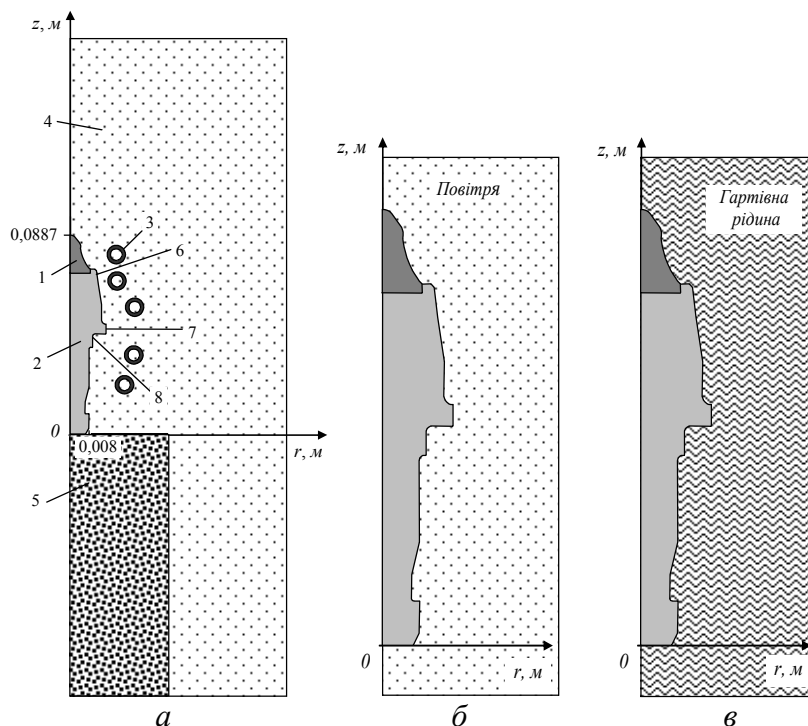 z, м
4
0,0887
3
6
1
7
2
8
0
0,008
r, м
5
а
z, м
Повітря
0
r, м
б
z, м
Гартівна
рідина
0
r, м
в